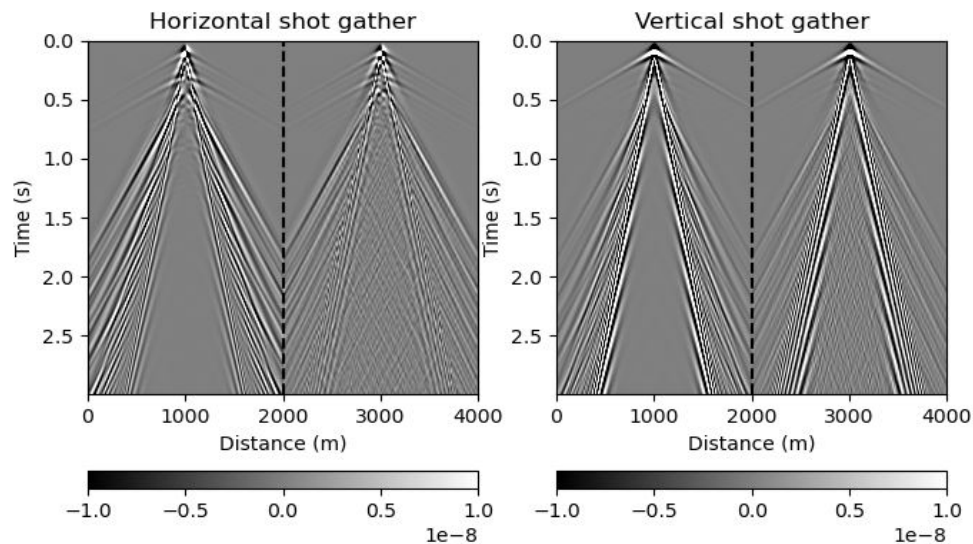 Horizontal shot gather
0.0
0.5
1.0
1.5
2.0
2.5
Time (s)
0 1000 2000 3000 4000
Distance (m)
−1.0 −0.5 0.0 0.5 1.0
1e−8
Vertical shot gather
0.0
0.5
1.0
1.5
2.0
2.5
Time (s)
0 1000 2000 3000 4000
Distance (m)
−1.0 −0.5 0.0 0.5 1.0
1e−8